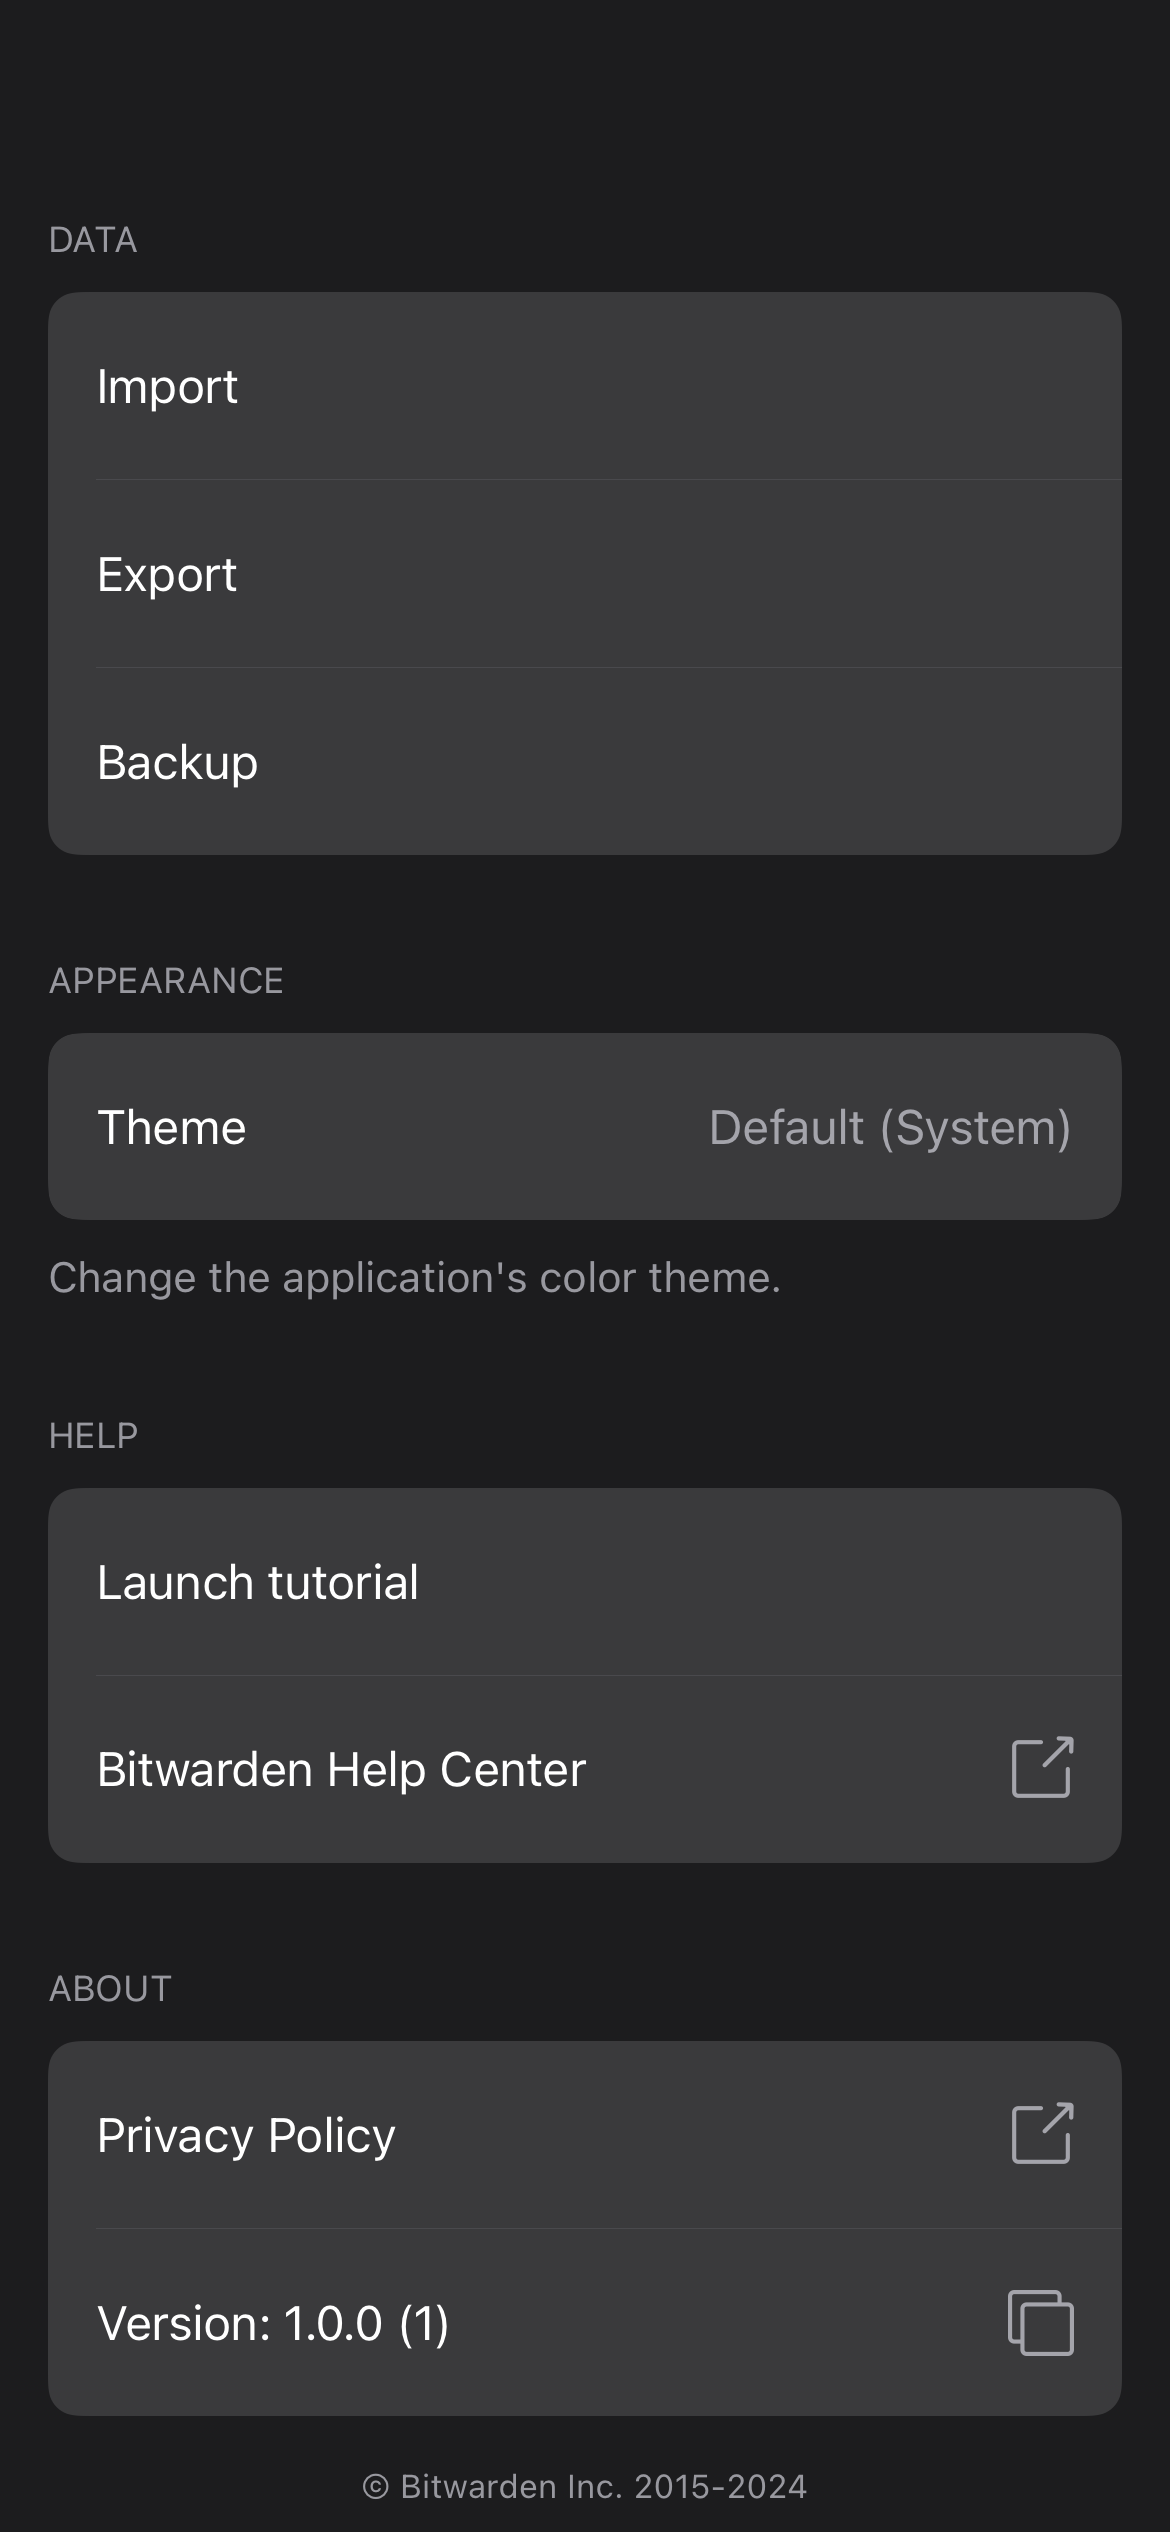 DATA
Import
Export
Backup
APPEARANCE
Theme Default (System)
Change the application's color theme.
HELP
Launch tutorial
Bitwarden Help Center
ABOUT
Privacy Policy
Version: 1.0.0 (1)
© Bitwarden Inc. 2015-2024